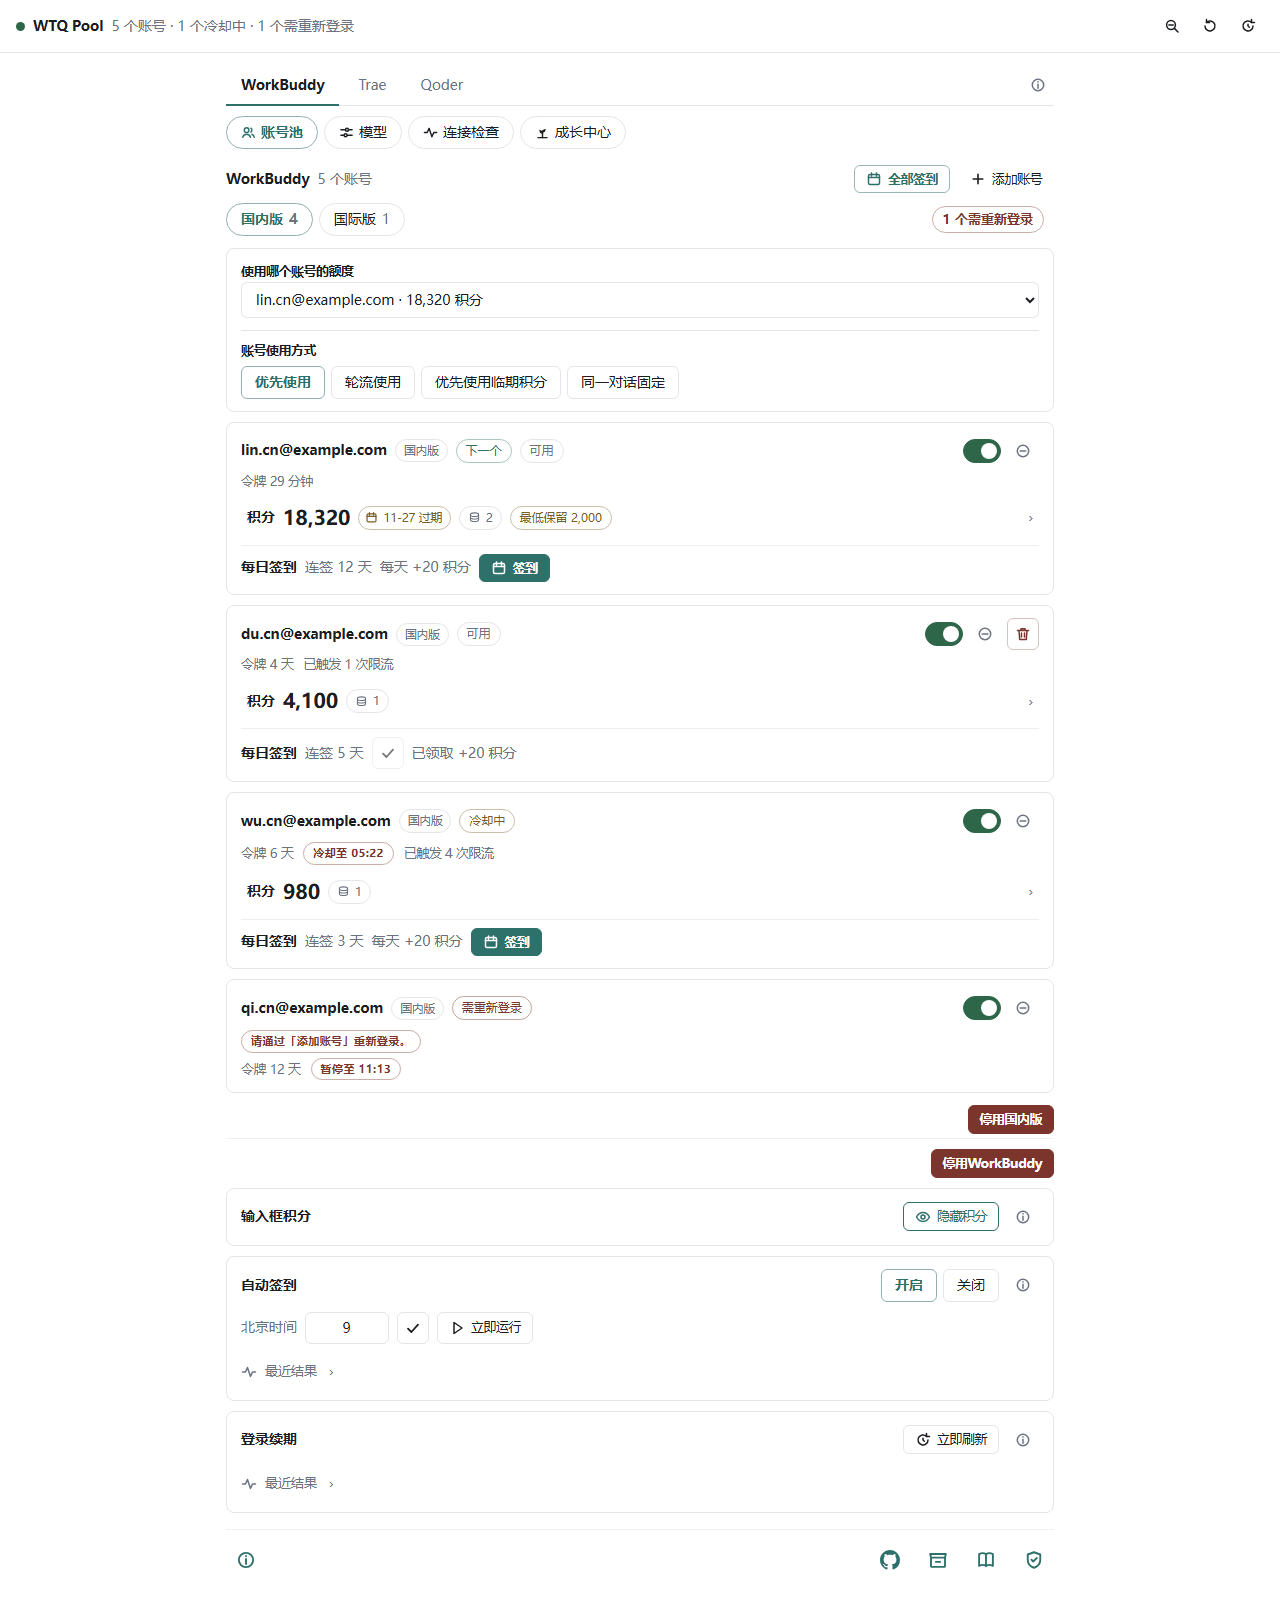 WTQ Pool 5 个账号 · 1 个冷却中 · 1 个需重新登录
WorkBuddy Trae Qoder
账号池 模型 连接检查 成长中心
WorkBuddy 5 个账号 全部签到 添加账号
国内版 4 国际版 1 1 个需重新登录
使用哪个账号的额度
lin.cn@example.com · 18,320 积分
账号使用方式
优先使用 轮流使用 优先使用临期积分 同一对话固定
lin.cn@example.com 国内版 下一个 可用
令牌 29 分钟
积分 18,320 11-27 过期 2 最低保留 2,000
每日签到 连签 12 天 每天 +20 积分 签到
du.cn@example.com 国内版 可用
令牌 4 天 已触发 1 次限流
积分 4,100 1
每日签到 连签 5 天 已领取 +20 积分
wu.cn@example.com 国内版 冷却中
令牌 6 天 冷却至 05:22 已触发 4 次限流
积分 980 1
每日签到 连签 3 天 每天 +20 积分 签到
qi.cn@example.com 国内版 需重新登录
请通过「添加账号」重新登录。
令牌 12 天 暂停至 11:13
停用国内版
停用WorkBuddy
输入框积分 隐藏积分
自动签到 开启 关闭
北京时间 9 立即运行
最近结果
登录续期 立即刷新
最近结果